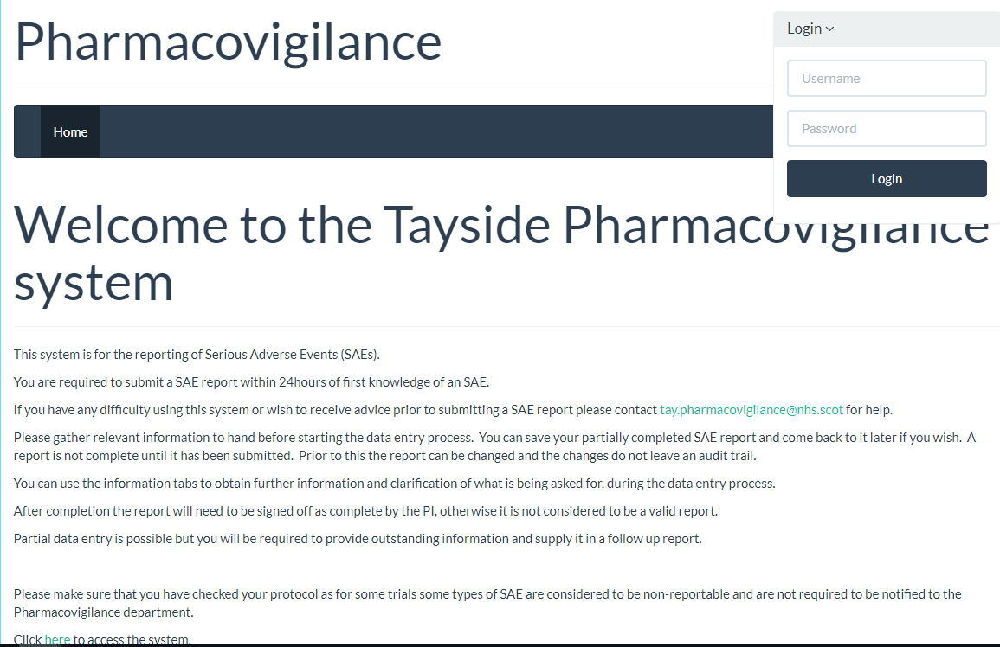 Pharmacovigilance
Login
Username
Password
Login
Home
Welcome to the Tayside Pharmacovigilance
system
This system is for the reporting of Serious Adverse Events (SAEs).
You are required to submit a SAE report within 24hours of first knowledge of an SAE.
If you have any difficulty using this system or wish to receive advice prior to submitting a SAE report please contact tay.pharmacovigilance@nhs.scot for help.
Please gather relevant information to hand before starting the data entry process.  You can save your partially completed SAE report and come back to it later if you wish.  A
report is not complete until it has been submitted.  Prior to this the report can be changed and the changes do not leave an audit trail.
You can use the information tabs to obtain further information and clarification of what is being asked for, during the data entry process.
After completion the report will need to be signed off as complete by the PI, otherwise it is not considered to be a valid report.
Partial data entry is possible but you will be required to provide outstanding information and supply it in a follow up report.
Please make sure that you have checked your protocol as for some trials some types of SAE are considered to be non-reportable and are not required to be notified to the
Pharmacovigilance department.
Click here to access the system.